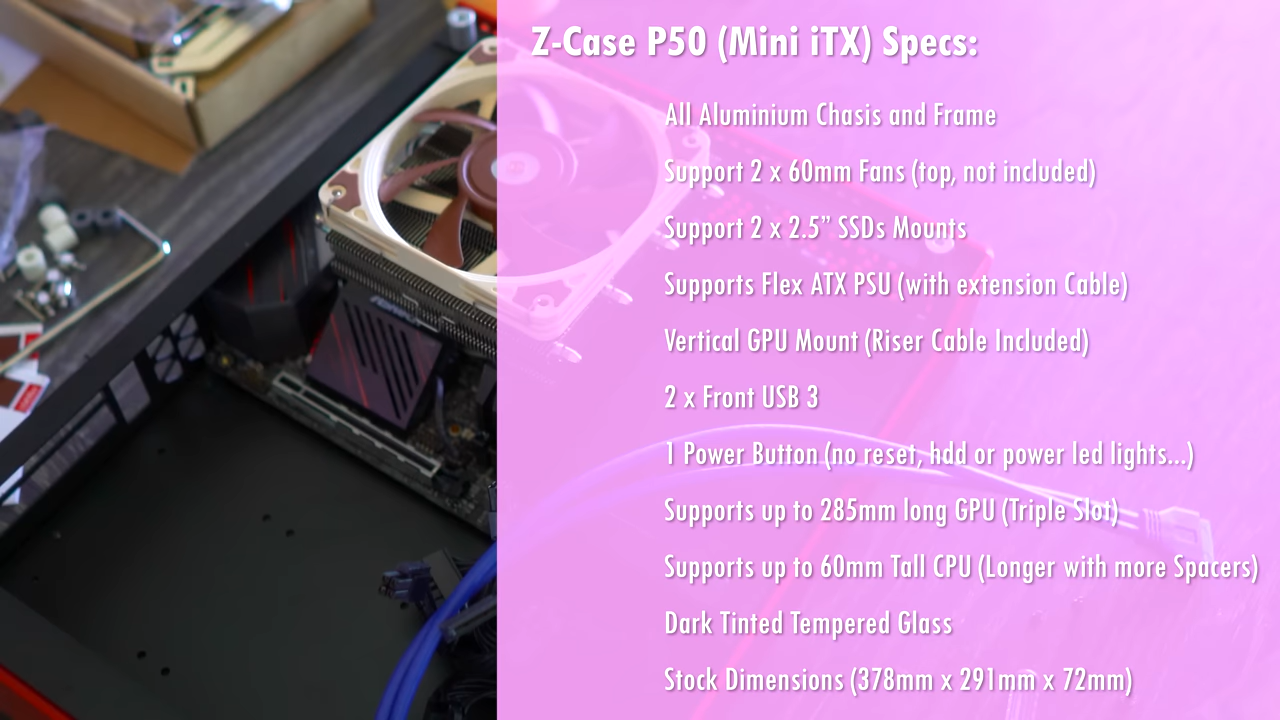 Z-Case P50 (Mini iTX) Specs:
All Aluminium Chasis and Frame
Support 2 x 60mm Fans (top, not included)
Support 2 x 2.5” SSDs Mounts
Supports Flex ATX PSU (with extension Cable)
Vertical GPU Mount (Riser Cable Included)
2 x Front USB 3
1 Power Button (no reset, hdd or power led lights...)
Supports up to 285mm long GPU (Triple Slot)
Supports up to 60mm Tall CPU (Longer with more Spacers)
Dark Tinted Tempered Glass
Stock Dimensions (378mm x 291mm x 72mm)